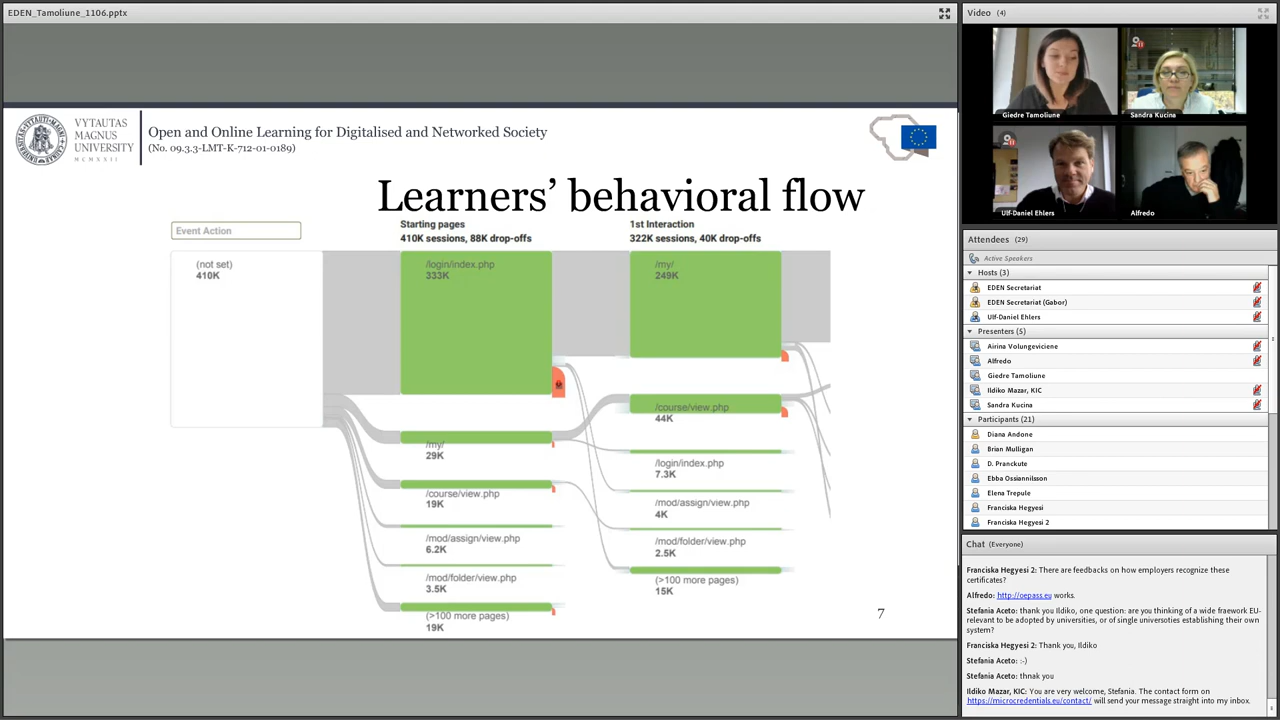 EDEN_Tamoliune_1106.pptx
VYTAUTAS
MAGNUS
UNIVERSITY
MCMXXII
Open and Online Learning for Digitalised and Networked Society
(No. 09.3.3-LMT-K-712-01-0189)
Learners’ behavioral flow
Event Action
Starting pages
410K sessions, 88K drop-offs
1st Interaction
322K sessions, 40K drop-offs
(not set)
410K
/login/index.php
333K
/my/
29K
/course/view.php
19K
/mod/assign/view.php
6.2K
/mod/folder/view.php
3.5K
(>100 more pages)
19K
/my/
249K
/course/view.php
44K
/login/index.php
7.3K
/mod/assign/view.php
4K
/mod/folder/view.php
2.5K
(>100 more pages)
15K
7
Video (4)
Giedre Tamoliune
Sandra Kucina
Ulf-Daniel Ehlers
Alfredo
Attendees (29)
Active Speakers
Hosts (3)
EDEN Secretariat
EDEN Secretariat (Gabor)
Ulf-Daniel Ehlers
Presenters (5)
Airina Volungeviciene
Alfredo
Giedre Tamoliune
Ildiko Mazar, KIC
Sandra Kucina
Participants (21)
Diana Andone
Brian Mulligan
D. Pranckute
Ebba Ossiannilsson
Elena Trepule
Franciska Hegyesi
Franciska Hegyesi 2
Chat (Everyone)
Franciska Hegyesi 2: There are feedbacks on how employers recognize these
certificates?
Alfredo: http://oepass.eu works.
Stefania Aceto: thank you Ildiko, one question: are you thinking of a wide fraework EU-
relevant to be adopted by universities, or of single universoties establishing their own
system?
Franciska Hegyesi 2: Thank you, Ildiko
Stefania Aceto: :-)
Stefania Aceto: thnak you
Ildiko Mazar, KIC: You are very welcome, Stefania. The contact form on
https://microcredentials.eu/contact/ will send your message straight into my inbox.